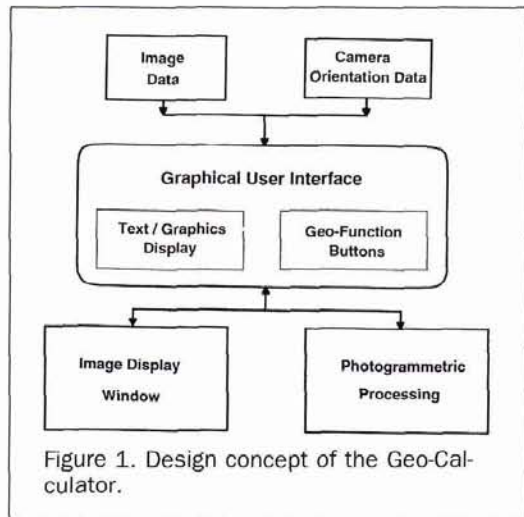 Image
Data
Camera
Orientation Data
Graphical User Interface
Text / Graphics
Display
Geo-Function
Buttons
Image Display
Window
Photogrammetric
Processing
Figure 1. Design concept of the Geo-Cal-
culator.